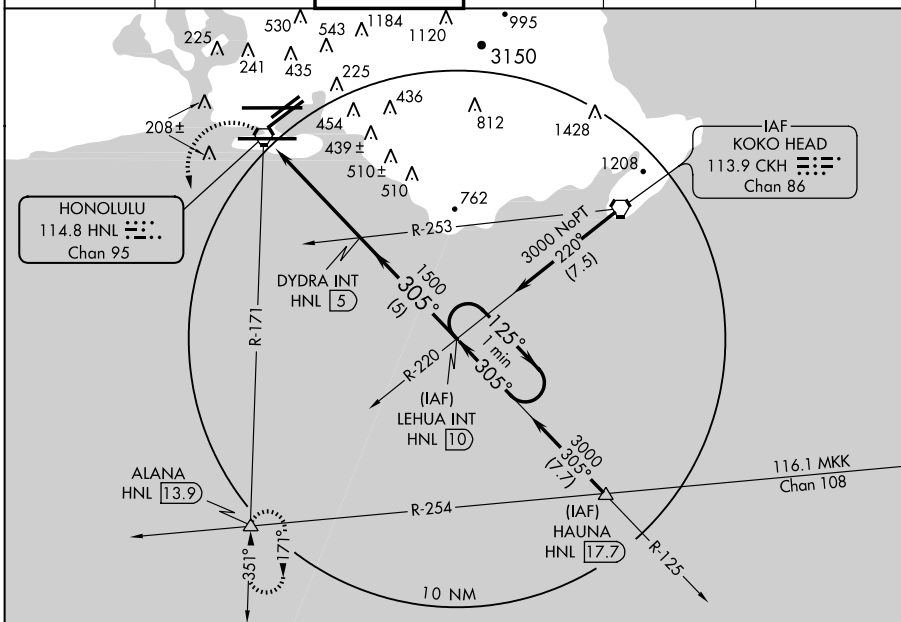 530
1184
1120
995
225
543
241
435
3150
225
208±
454
436
812
1428
439±
510±
510
1208
762
IAF
KOKO HEAD
113.9 CKH
Chan 86
HONOLULU
114.8 HNL
Chan 95
R-253
3000 NoPT
220°
(7.5)
DYDRA INT
HNL 5
1500
305°
(5)
R-171
125°
1 min
305°
R-220
(IAF)
LEHUA INT
HNL 10
3000
305°
(7.7)
116.1 MKK
Chan 108
ALANA
HNL 13.9
R-254
(IAF)
HAUNA
HNL 17.7
R-125
351°
171°
10 NM